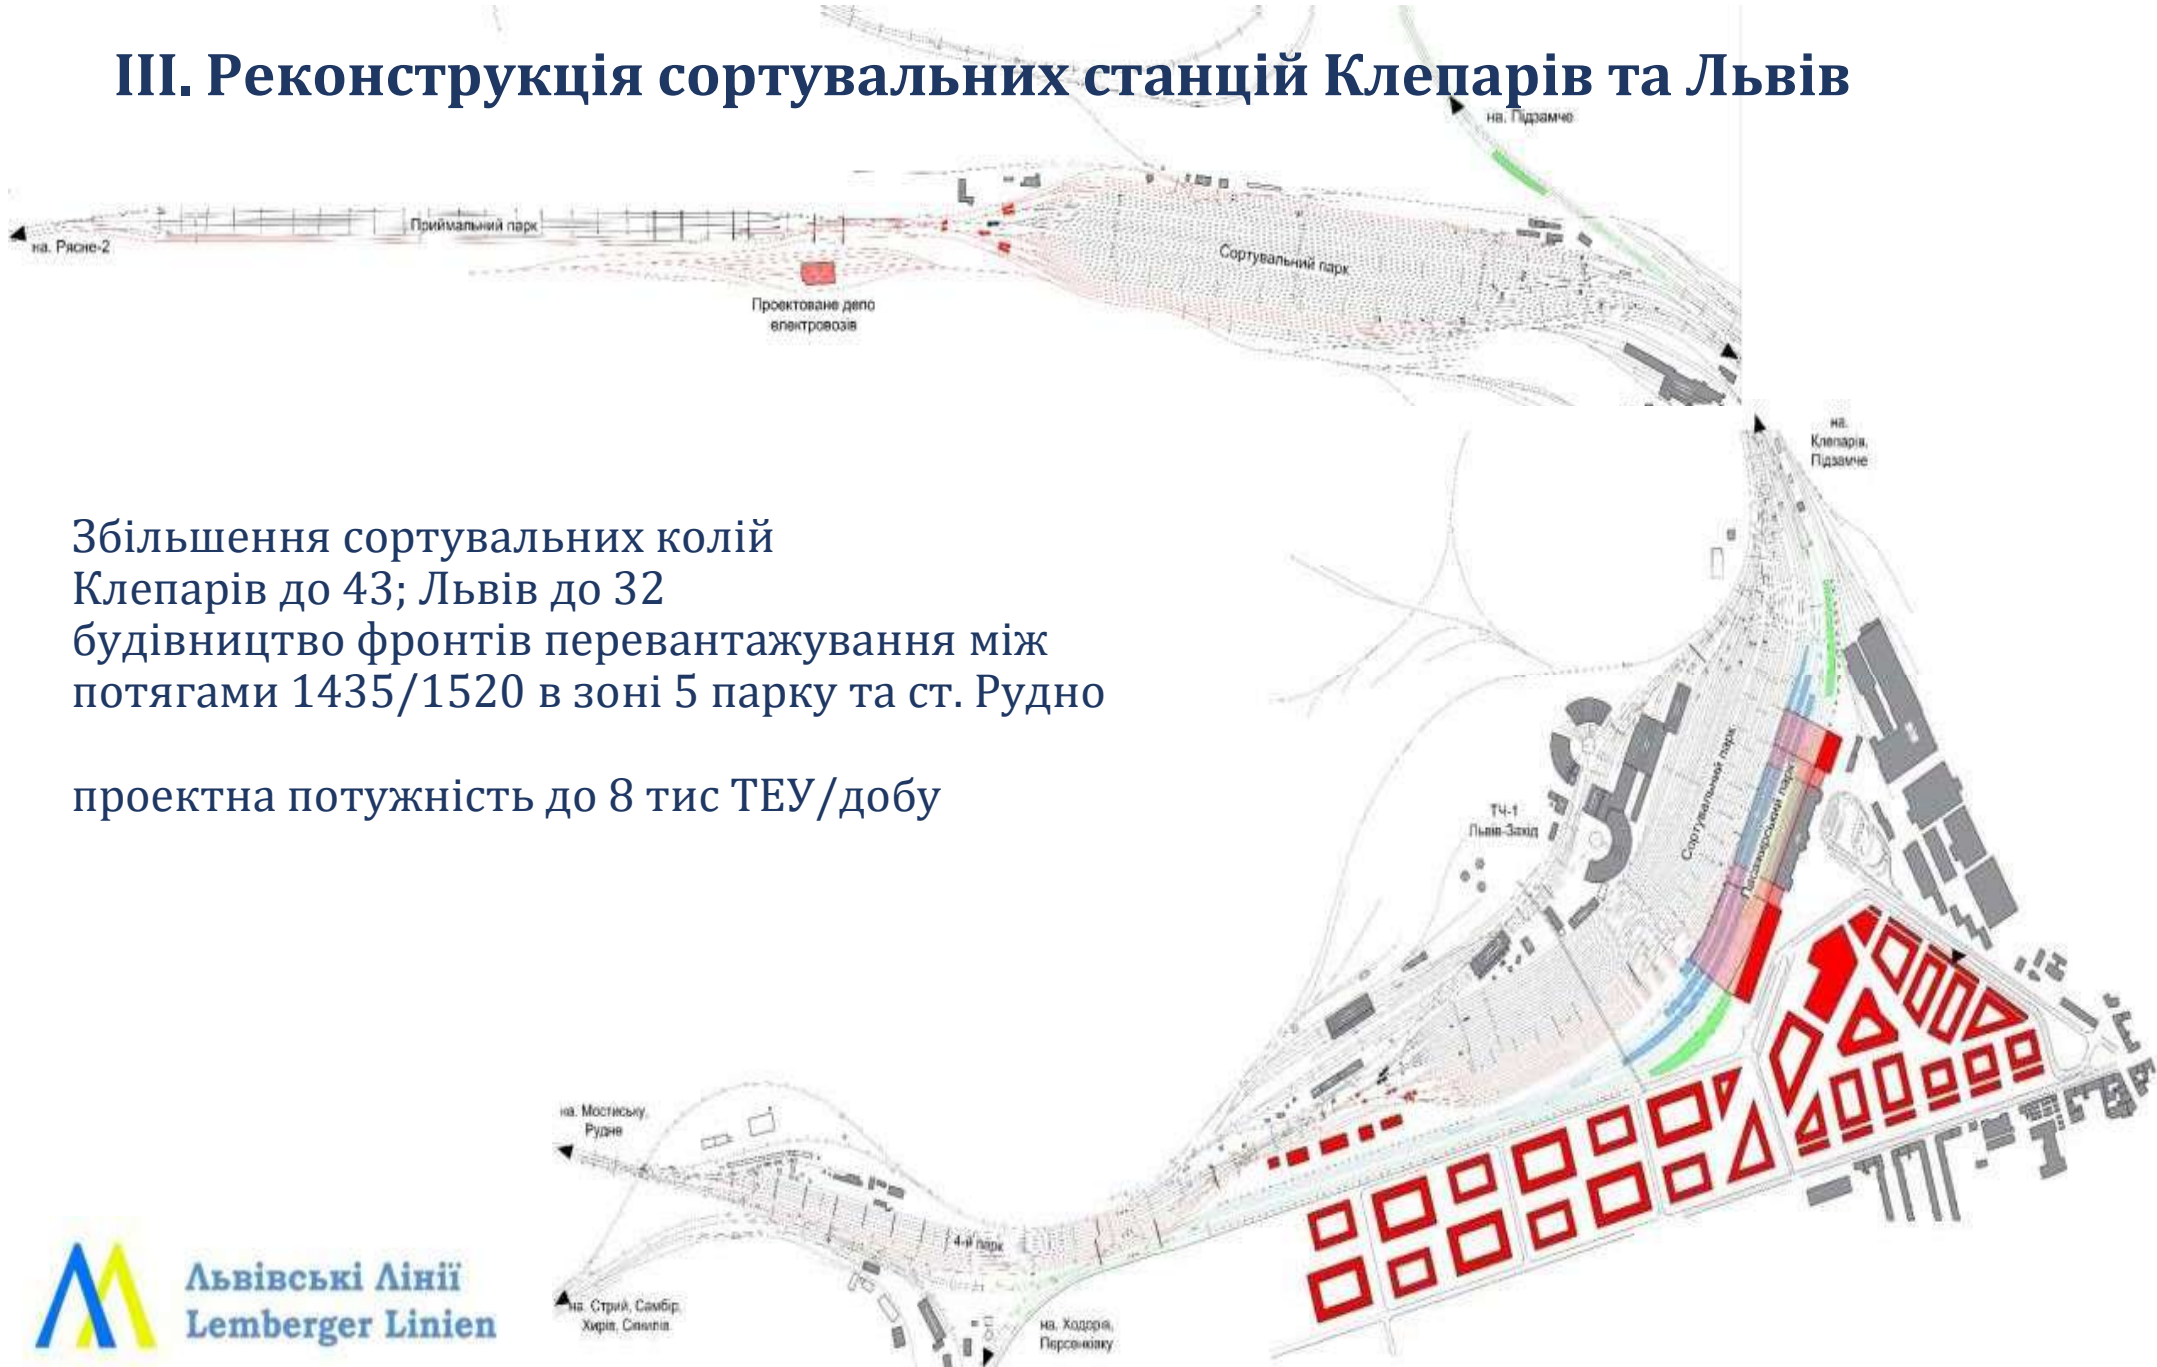 III. Реконструкція сортувальних станцій Клепарів та Львів
на. Підзамче
на. Рясне-2
Приймальний парк
Сортувальний парк
Проектоване депо
електровозів
на.
Клепарів,
Підзамче
Збільшення сортувальних колій
Клепарів до 43; Львів до 32
будівництво фронтів перевантажування між
потягами 1435/1520 в зоні 5 парку та ст. Рудно
проектна потужність до 8 тис ТЕУ/добу
Сортувальний парк
Пасажирський парк
ТЧ-1
Львів-Захід
на. Мостиську,
Рудне
4-й парк
на. Стрий, Самбір,
Хирів,
на. Ходорів,
Персенківку
Львівські Лінії
Lemberger Linien